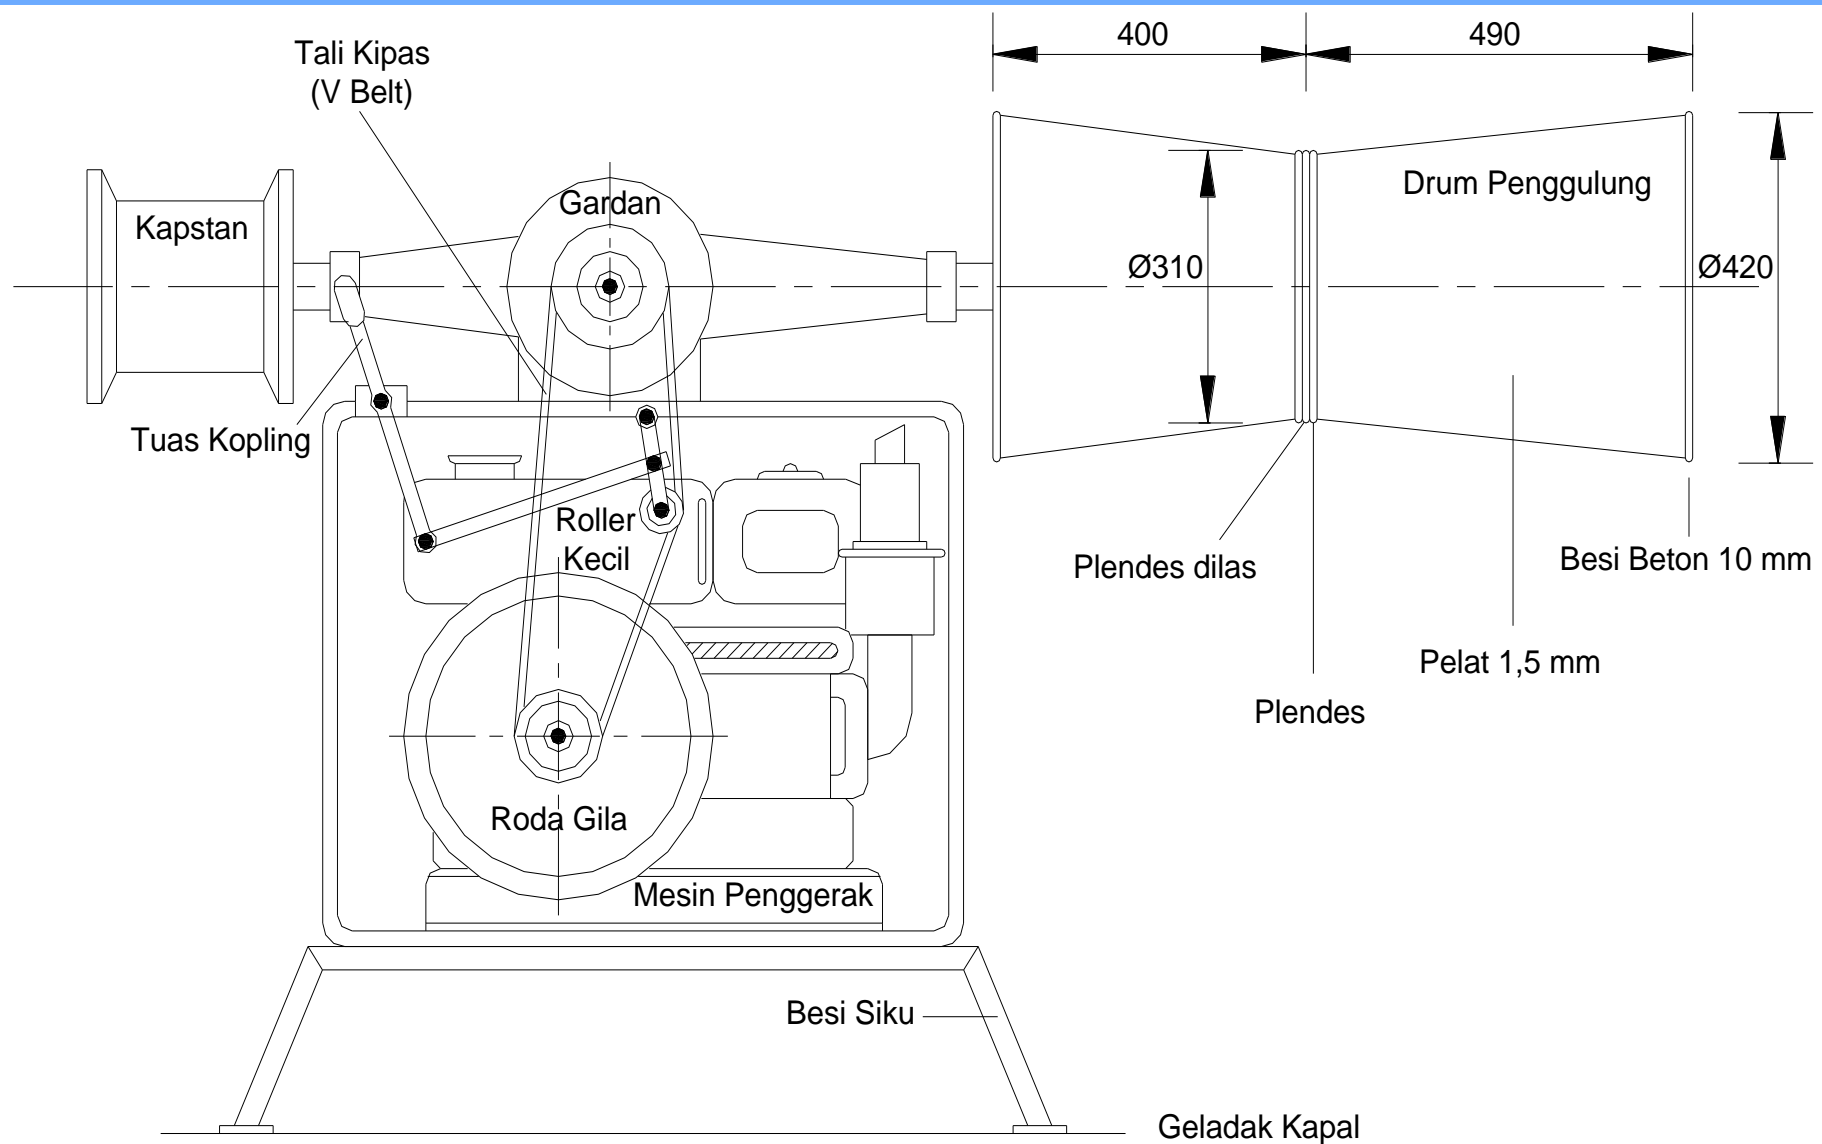 400
490
Tali Kipas
(V Belt)
Kapstan
Gardan
Drum Penggulung
Ø310
Ø420
Tuas Kopling
Roller
Kecil
Plendes dilas
Besi Beton 10 mm
Pelat 1,5 mm
Plendes
Roda Gila
Mesin Penggerak
Besi Siku
Geladak Kapal